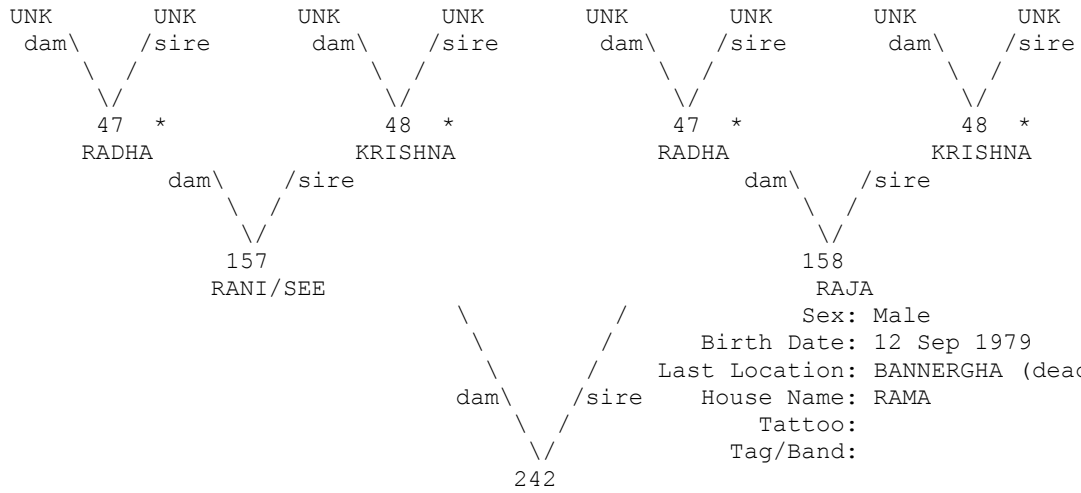 UNK UNK UNK UNK UNK UNK UNK UNK
dam\ /sire dam\ /sire dam\ /sire dam\ /sire
\ / \ / \ / \ /
\/ \/ \/ \/
47 * 48 * 47 * 48 *
RADHA KRISHNA RADHA KRISHNA
dam\ /sire dam\ /sire
\ / \ /
\/ \/
157 158
RANI/SEE RAJA
\ / Sex: Male
\ / Birth Date: 12 Sep 1979
\ / Last Location: BANNERGHA (dead
dam\ /sire House Name: RAMA
\ / Tattoo:
\/ Tag/Band:
242